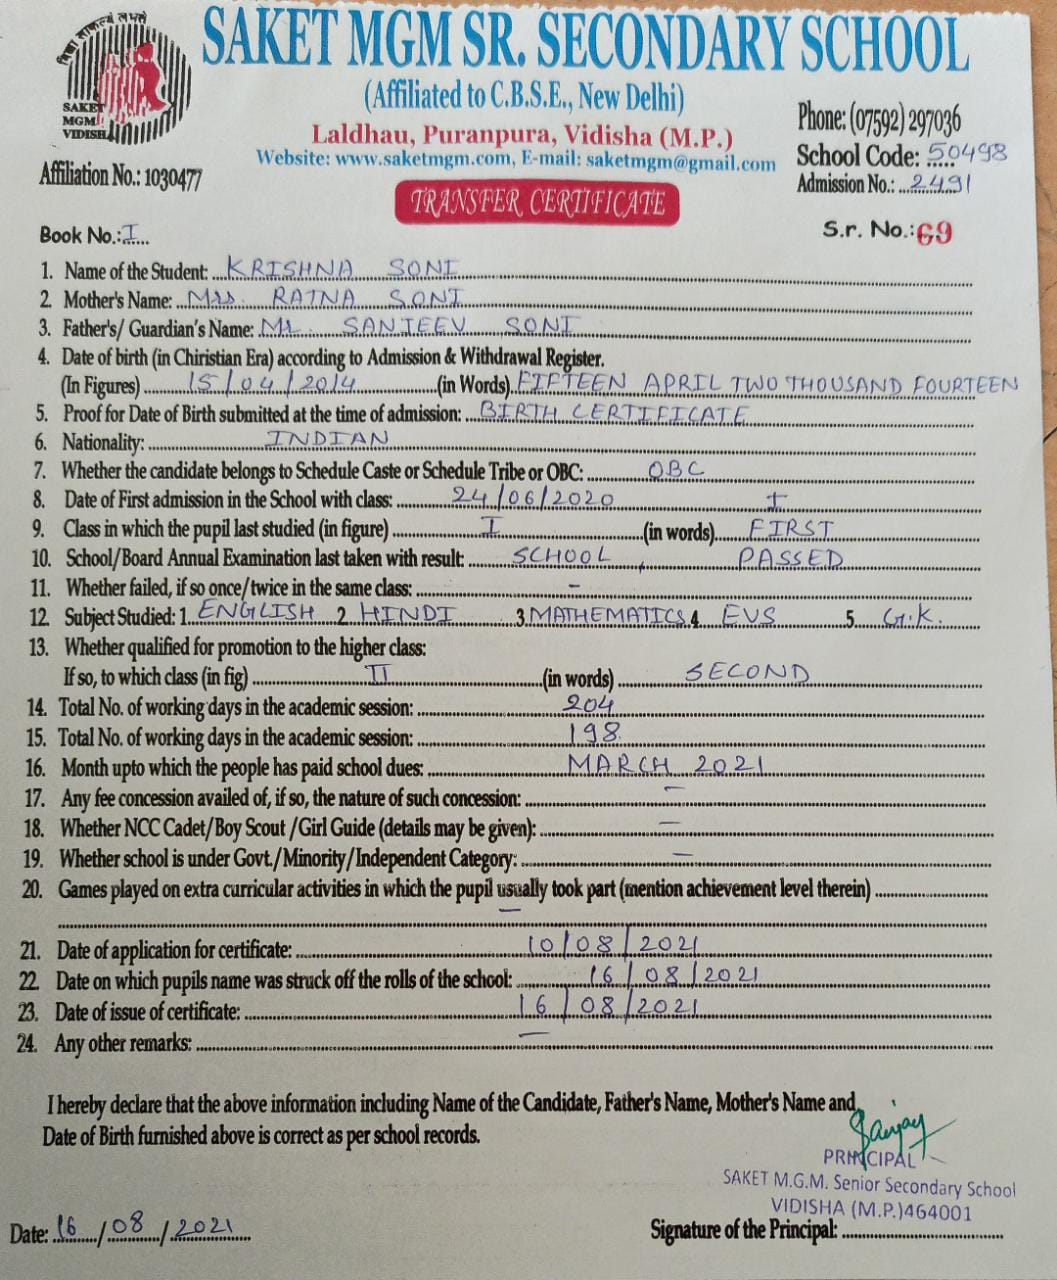 SAKET MGM SR. SECONDARY SCHOOL
SAKET
MGM
VIDISHA
(Affiliated to C.B.S.E., New Delhi)
Laldhau, Puranpura, Vidisha (M.P.)
Website: www.saketmgm.com, E-mail: saketmgm@gmail.com
Phone: (07592) 297036
School Code: 50498
Affiliation No.: 1030477
Admission No.: 2491
TRANSFER CERTIFICATE
Book No.: I
S.r. No.: 69
1. Name of the Student: KRISHNA SONI
2. Mother's Name: Mrs. RATNA SONI
3. Father's/ Guardian's Name: Mr. SANJEEV SONI
4. Date of birth (in Chiristian Era) according to Admission & Withdrawal Register.
(In Figures) 15/04/2014 (in Words) FIFTEEN APRIL TWO THOUSAND FOURTEEN
5. Proof for Date of Birth submitted at the time of admission: BIRTH CERTIFICATE
6. Nationality: INDIAN
7. Whether the candidate belongs to Schedule Caste or Schedule Tribe or OBC: OBC
8. Date of First admission in the School with class: 24/06/2020 I
9. Class in which the pupil last studied (in figure) I (in words) FIRST
10. School/Board Annual Examination last taken with result: SCHOOL, PASSED
11. Whether failed, if so once/twice in the same class: -
12. Subject Studied: 1. ENGLISH 2. HINDI 3. MATHEMATICS 4. EVS 5. G.K.
13. Whether qualified for promotion to the higher class:
If so, to which class (in fig) II (in words) SECOND
14. Total No. of working days in the academic session: 204
15. Total No. of working days in the academic session: 198
16. Month upto which the people has paid school dues: MARCH 2021
17. Any fee concession availed of, if so, the nature of such concession: —
18. Whether NCC Cadet/Boy Scout /Girl Guide (details may be given): —
19. Whether school is under Govt./Minority/Independent Category: —
20. Games played on extra curricular activities in which the pupil usually took part (mention achievement level therein)
—
21. Date of application for certificate: 10/08/2021
22. Date on which pupils name was struck off the rolls of the school: 16/08/2021
23. Date of issue of certificate: 16/08/2021
24. Any other remarks: —
I hereby declare that the above information including Name of the Candidate, Father's Name, Mother's Name and
Date of Birth furnished above is correct as per school records.
Sanjay
PRINCIPAL
SAKET M.G.M. Senior Secondary School
VIDISHA (M.P.)464001
Date: 16/08/2021
Signature of the Principal: